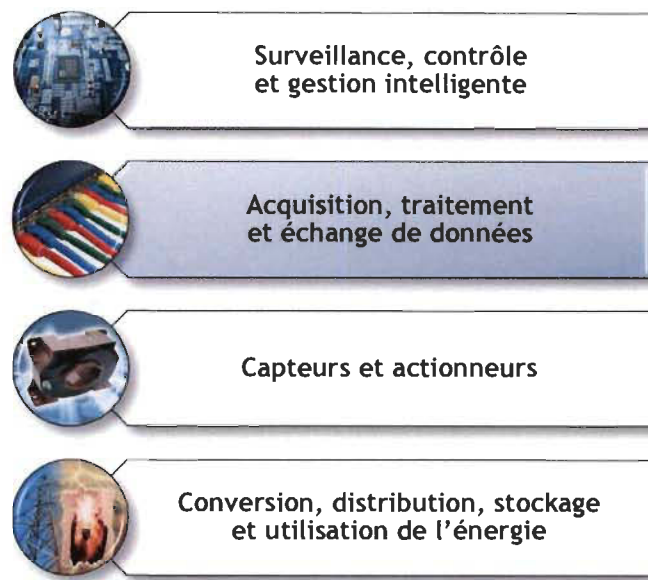 Surveillance, contrôle
et gestion intelligente
Acquisition, traitement
et échange de données
Capteurs et actionneurs
Conversion, distribution, stockage
et utilisation de l'énergie